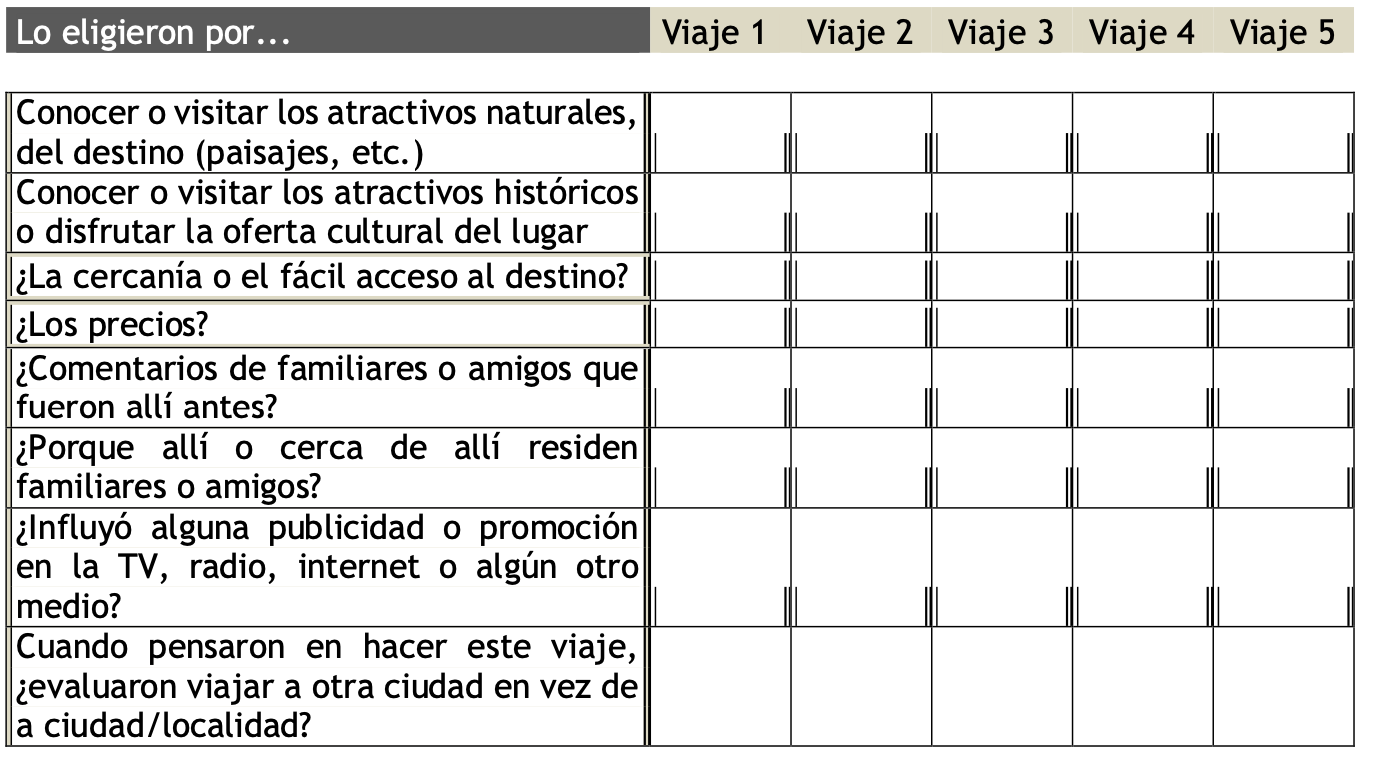 Lo eligieron por... Viaje 1 Viaje 2 Viaje 3 Viaje 4 Viaje 5
Conocer o visitar los atractivos naturales,
del destino (paisajes, etc.)
Conocer o visitar los atractivos históricos
o disfrutar la oferta cultural del lugar
¿La cercanía o el fácil acceso al destino?
¿Los precios?
¿Comentarios de familiares o amigos que
fueron allí antes?
¿Porque allí o cerca de allí residen
familiares o amigos?
¿Influyó alguna publicidad o promoción
en la TV, radio, internet o algún otro
medio?
Cuando pensaron en hacer este viaje,
¿evaluaron viajar a otra ciudad en vez de
a ciudad/localidad?